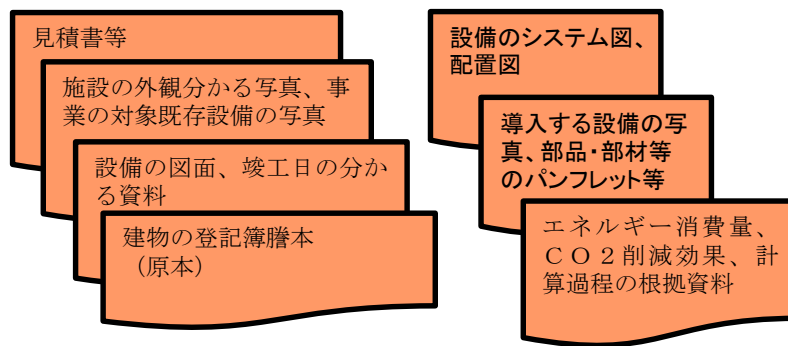 見積書等
施設の外観分かる写真、事
業の対象既存設備の写真
設備の図面、竣工日の分か
る資料
建物の登記簿謄本
（原本）
設備のシステム図、
配置図
導入する設備の写
真、部品・部材等
のパンフレット等
エネルギー消費量、
ＣＯ２削減効果、計
算過程の根拠資料